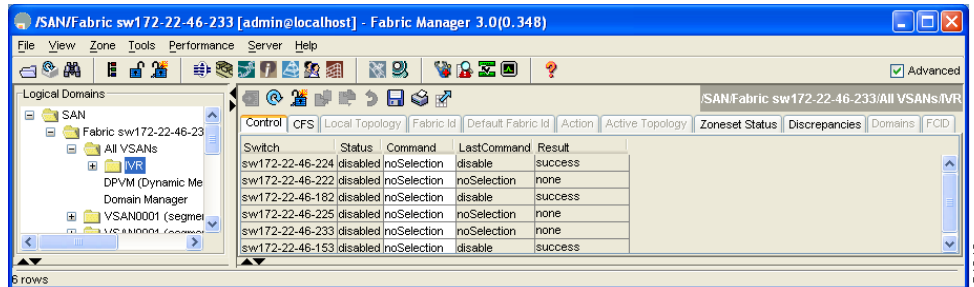 /SAN/Fabric sw172-22-46-233 [admin@localhost] - Fabric Manager 3.0(0.348)
File View Zone Tools Performance Server Help
Advanced
Logical Domains
/SAN/Fabric sw172-22-46-233/All VSANs/IVR
SAN
Fabric sw172-22-46-23
All VSANs
IVR
DPVM (Dynamic Me
Domain Manager
VSAN0001 (segmer
Control CFS Local Topology Fabric Id Default Fabric Id Action Active Topology Zoneset Status Discrepancies Domains FCID
Switch Status Command LastCommand Result
sw172-22-46-224 disabled noSelection disable success
sw172-22-46-222 disabled noSelection noSelection none
sw172-22-46-182 disabled noSelection disable success
sw172-22-46-225 disabled noSelection noSelection none
sw172-22-46-233 disabled noSelection noSelection none
sw172-22-46-153 disabled noSelection disable success
6 rows